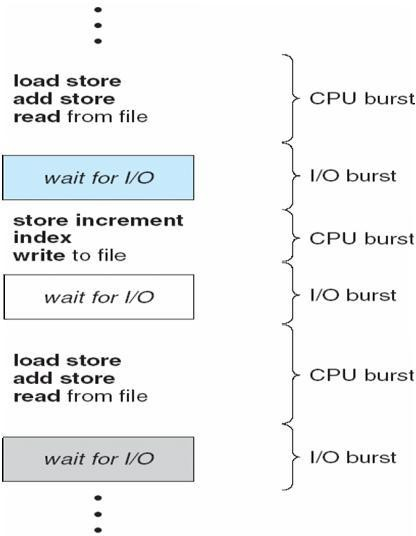 load store
add store
read from file
CPU burst
wait for I/O
I/O burst
store increment
index
write to file
CPU burst
wait for I/O
I/O burst
load store
add store
read from file
CPU burst
wait for I/O
I/O burst